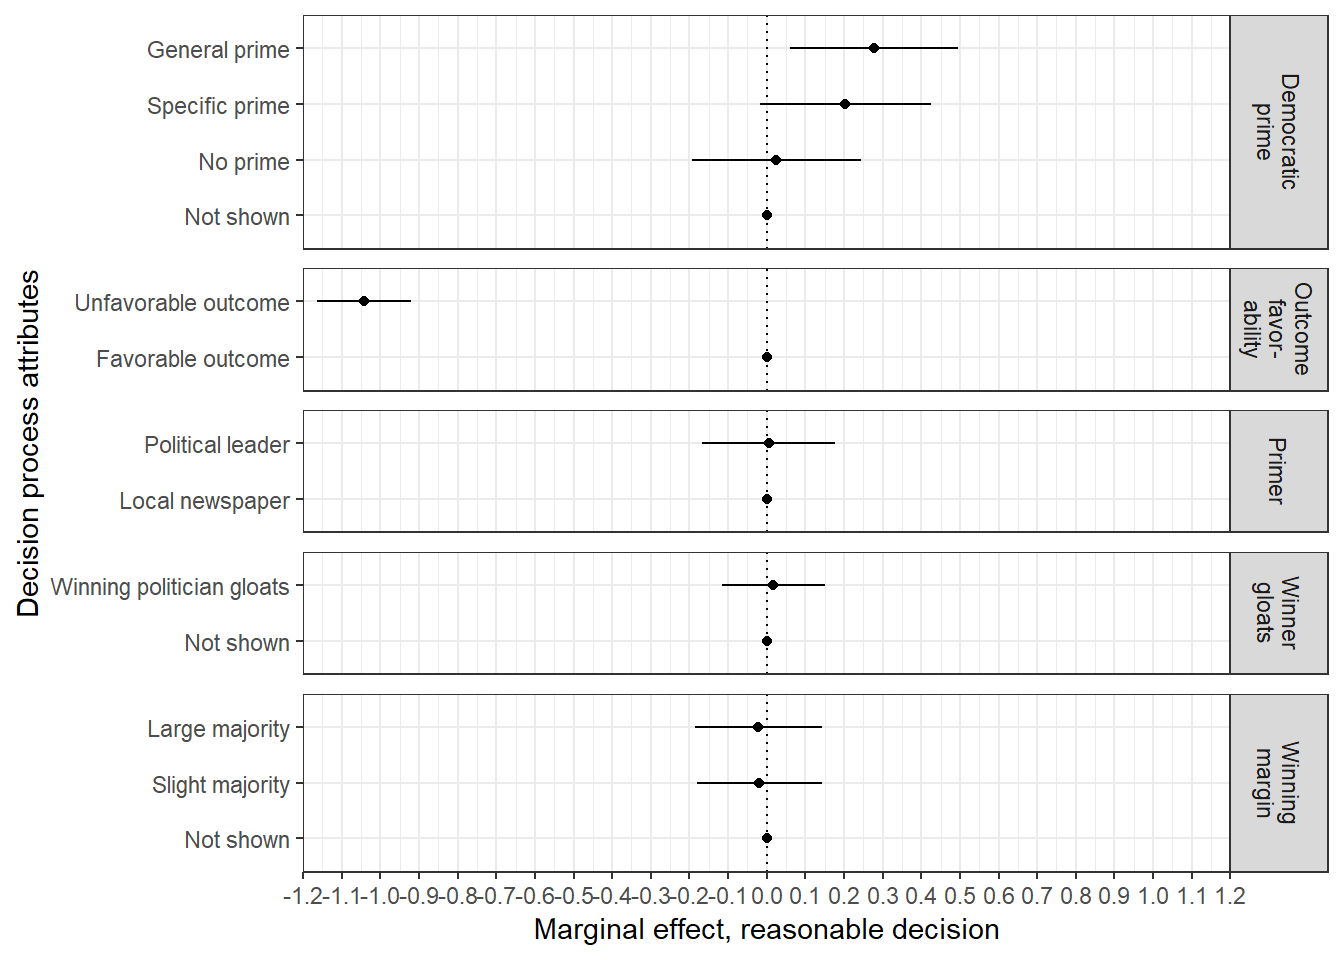 General prime
Specific prime
No prime
Not shown
Democratic
prime
Unfavorable outcome
Favorable outcome
Outcome
favor-
ability
Political leader
Local newspaper
Primer
Winning politician gloats
Not shown
Winner
gloats
Large majority
Slight majority
Not shown
Winning
margin
Decision process attributes
-1.2 -1.1 -1.0 -0.9 -0.8 -0.7 -0.6 -0.5 -0.4 -0.3 -0.2 -0.1 0.0 0.1 0.2 0.3 0.4 0.5 0.6 0.7 0.8 0.9 1.0 1.1 1.2
Marginal effect, reasonable decision